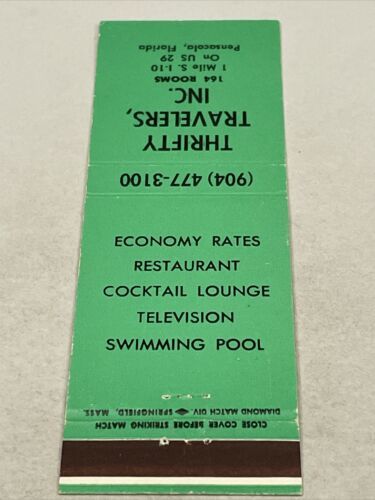 THRIFTY
TRAVELERS,
INC.
164 ROOMS
1 Mile S. I-10
On US 29
Pensacola, Florida
(904) 477-3100
ECONOMY RATES
RESTAURANT
COCKTAIL LOUNGE
TELEVISION
SWIMMING POOL
CLOSE COVER BEFORE STRIKING MATCH
DIAMOND MATCH DIV. SPRINGFIELD, MASS.